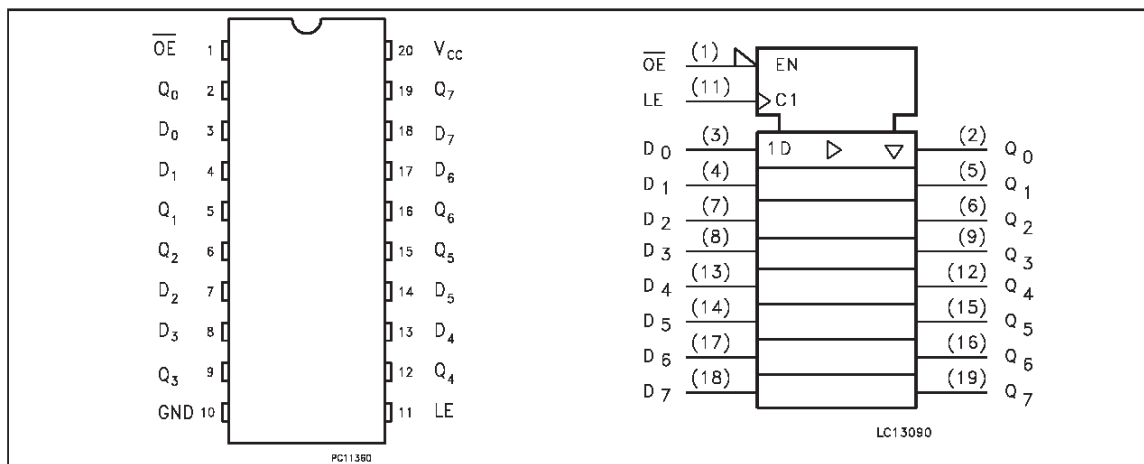 OE 1 20 VCC
Q0 2 19 Q7
D0 3 18 D7
D1 4 17 D6
Q1 5 16 Q6
Q2 6 15 Q5
D2 7 14 D5
D3 8 13 D4
Q3 9 12 Q4
GND 10 11 LE
PC11360
OE (1) EN
LE (11) C1
D0 (3) 1D (2) Q0
D1 (4) (5) Q1
D2 (7) (6) Q2
D3 (8) (9) Q3
D4 (13) (12) Q4
D5 (14) (15) Q5
D6 (17) (16) Q6
D7 (18) (19) Q7
LC13090